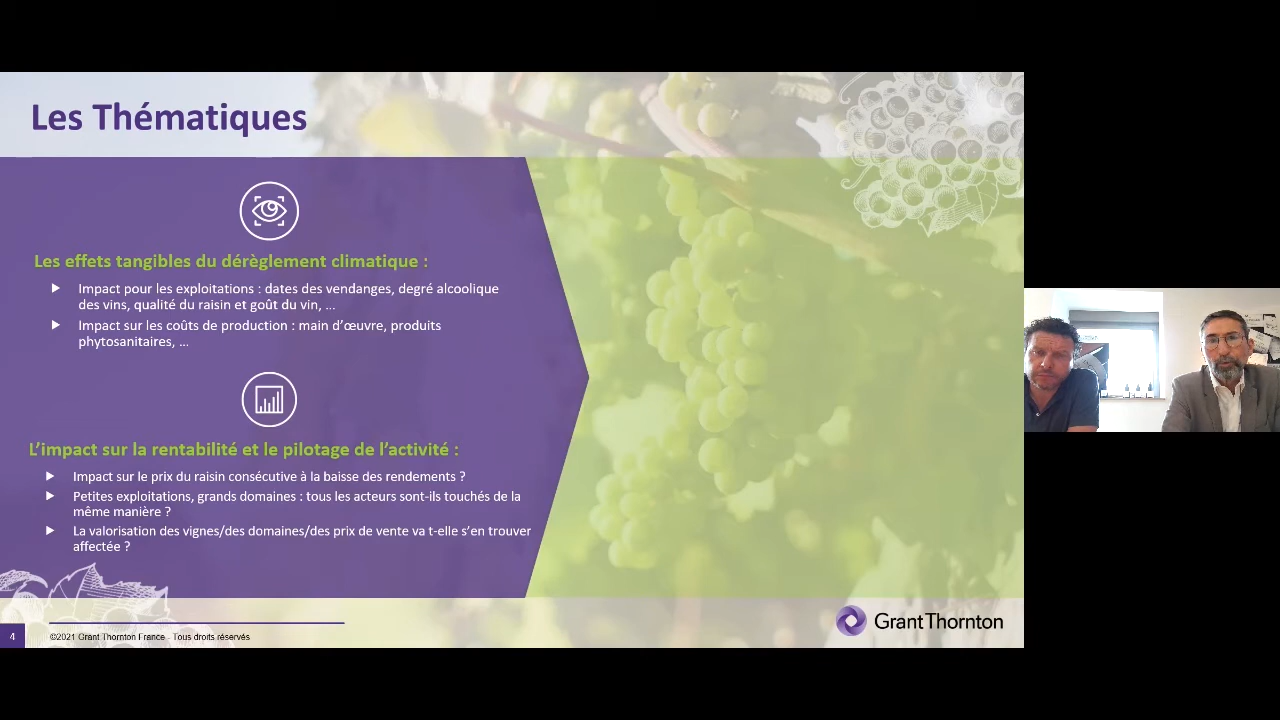 Les Thématiques
Les effets tangibles du dérèglement climatique :
Impact pour les exploitations : dates des vendanges, degré alcoolique
des vins, qualité du raisin et goût du vin, ...
Impact sur les coûts de production : main d'œuvre, produits
phytosanitaires, ...
L'impact sur la rentabilité et le pilotage de l'activité :
Impact sur le prix du raisin consécutive à la baisse des rendements ?
Petites exploitations, grands domaines : tous les acteurs sont-ils touchés de la
même manière ?
La valorisation des vignes/des domaines/des prix de vente va t-elle s'en trouver
affectée ?
4
©2021 Grant Thornton France - Tous droits réservés
Grant Thornton